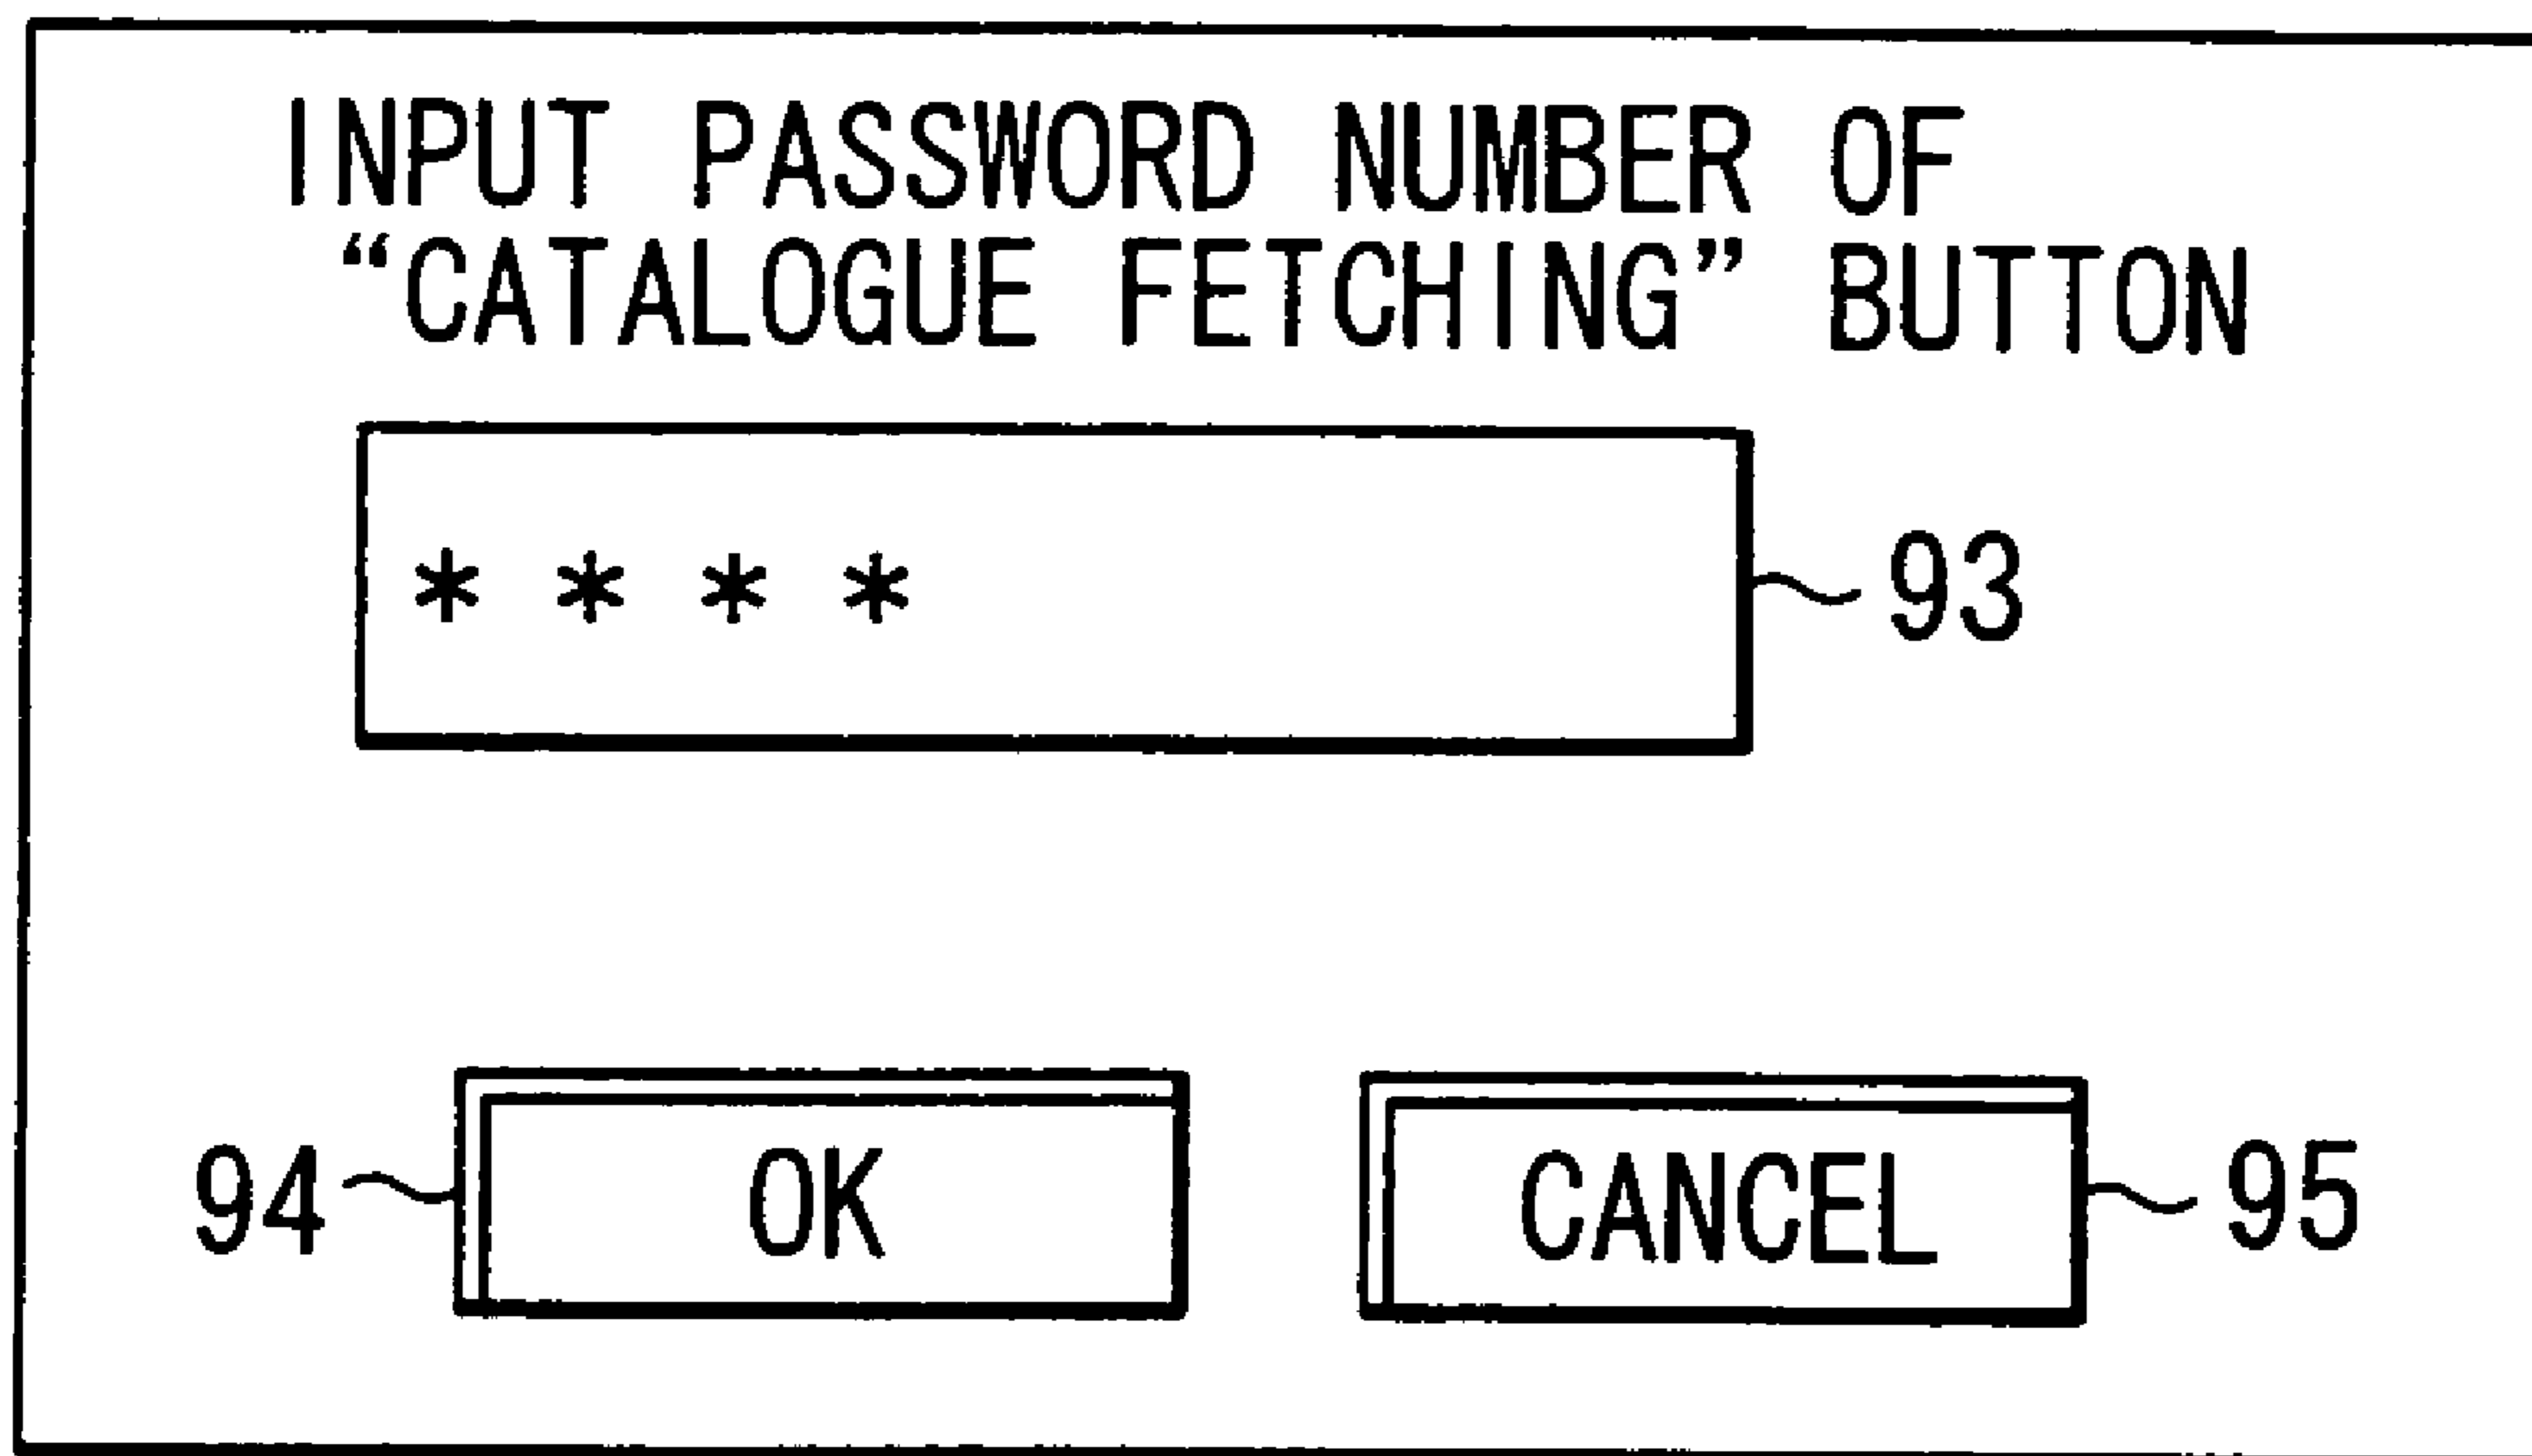 INPUT PASSWORD NUMBER OF
“CATALOGUE FETCHING” BUTTON
* * * * 93
94 OK CANCEL 95